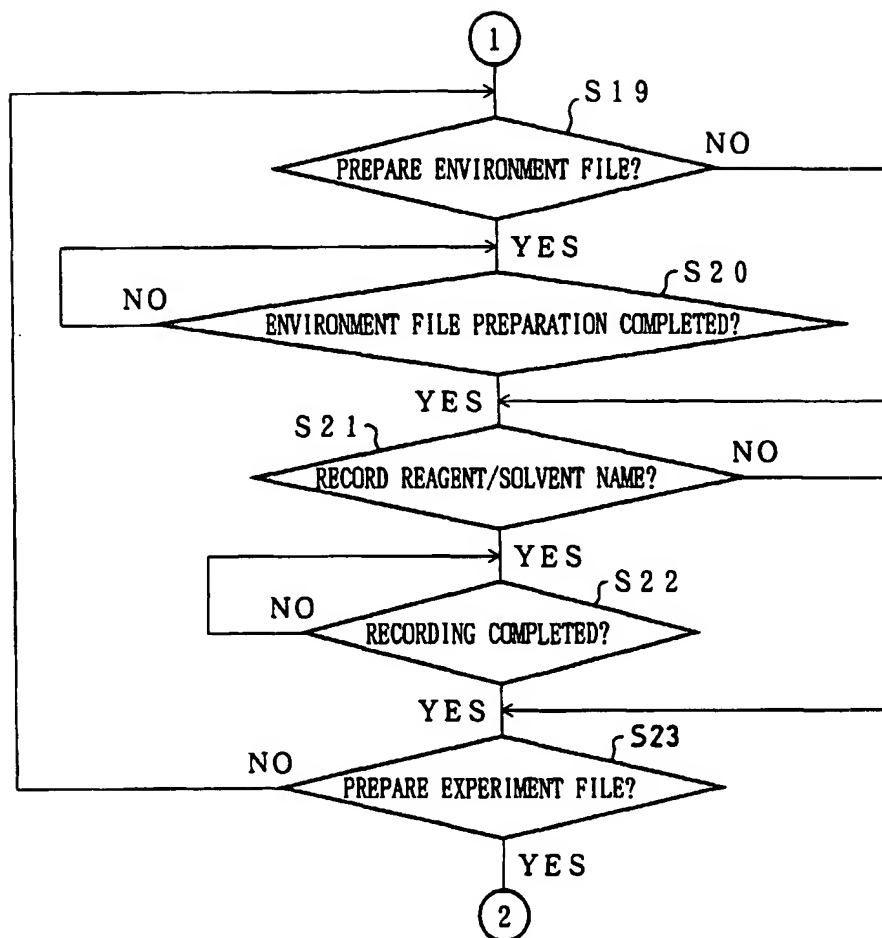 1
S19
NO
PREPARE ENVIRONMENT FILE?
YES
S20
NO
ENVIRONMENT FILE PREPARATION COMPLETED?
YES
S21
NO
RECORD REAGENT/SOLVENT NAME?
YES
S22
NO
RECORDING COMPLETED?
YES
S23
NO
PREPARE EXPERIMENT FILE?
YES
2